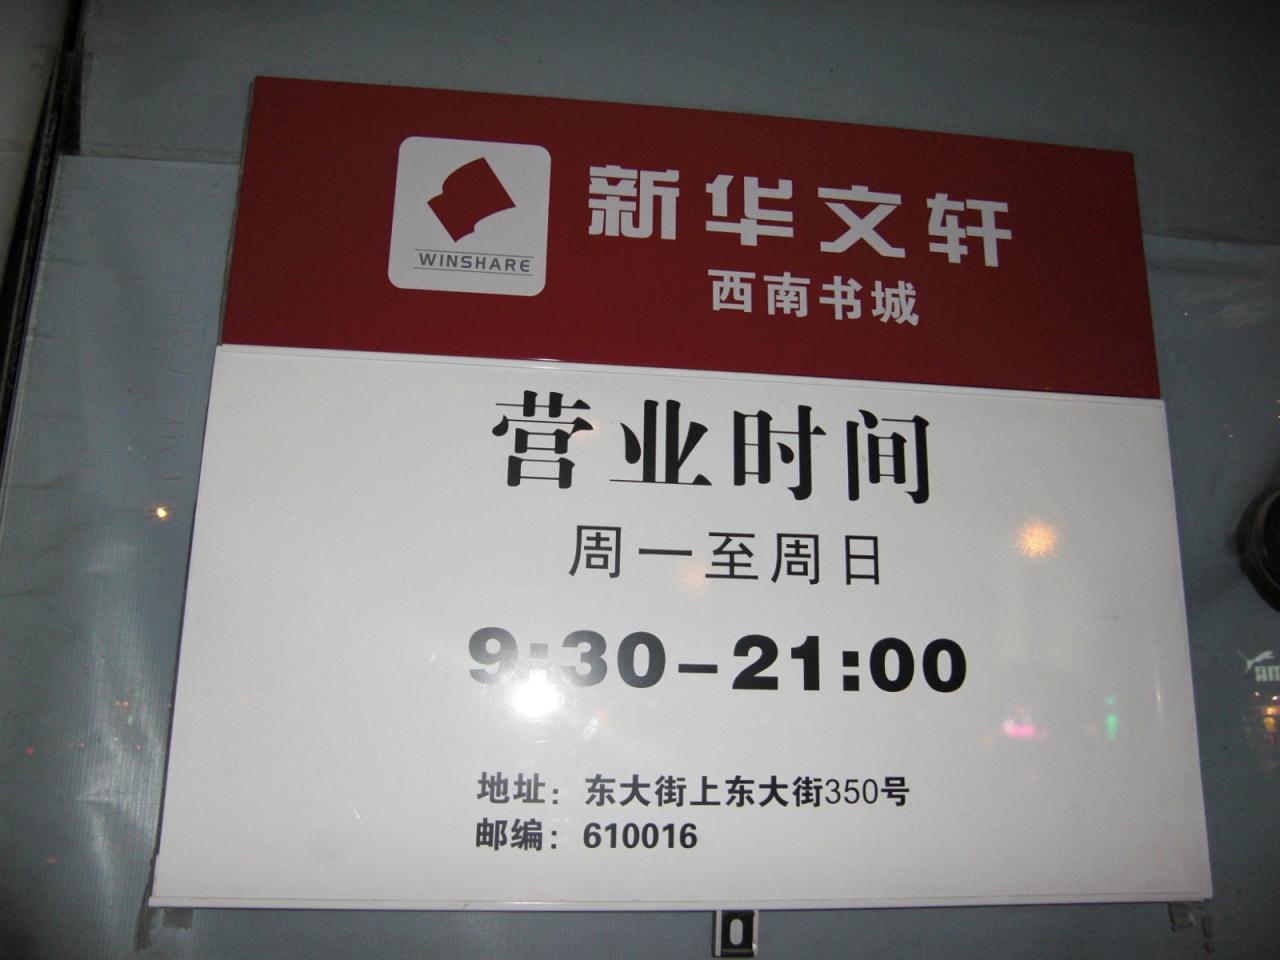 新华文轩
WINSHARE
西南书城
营业时间
周一至周日
9:30-21:00
地址：东大街上东大街350号
邮编：610016